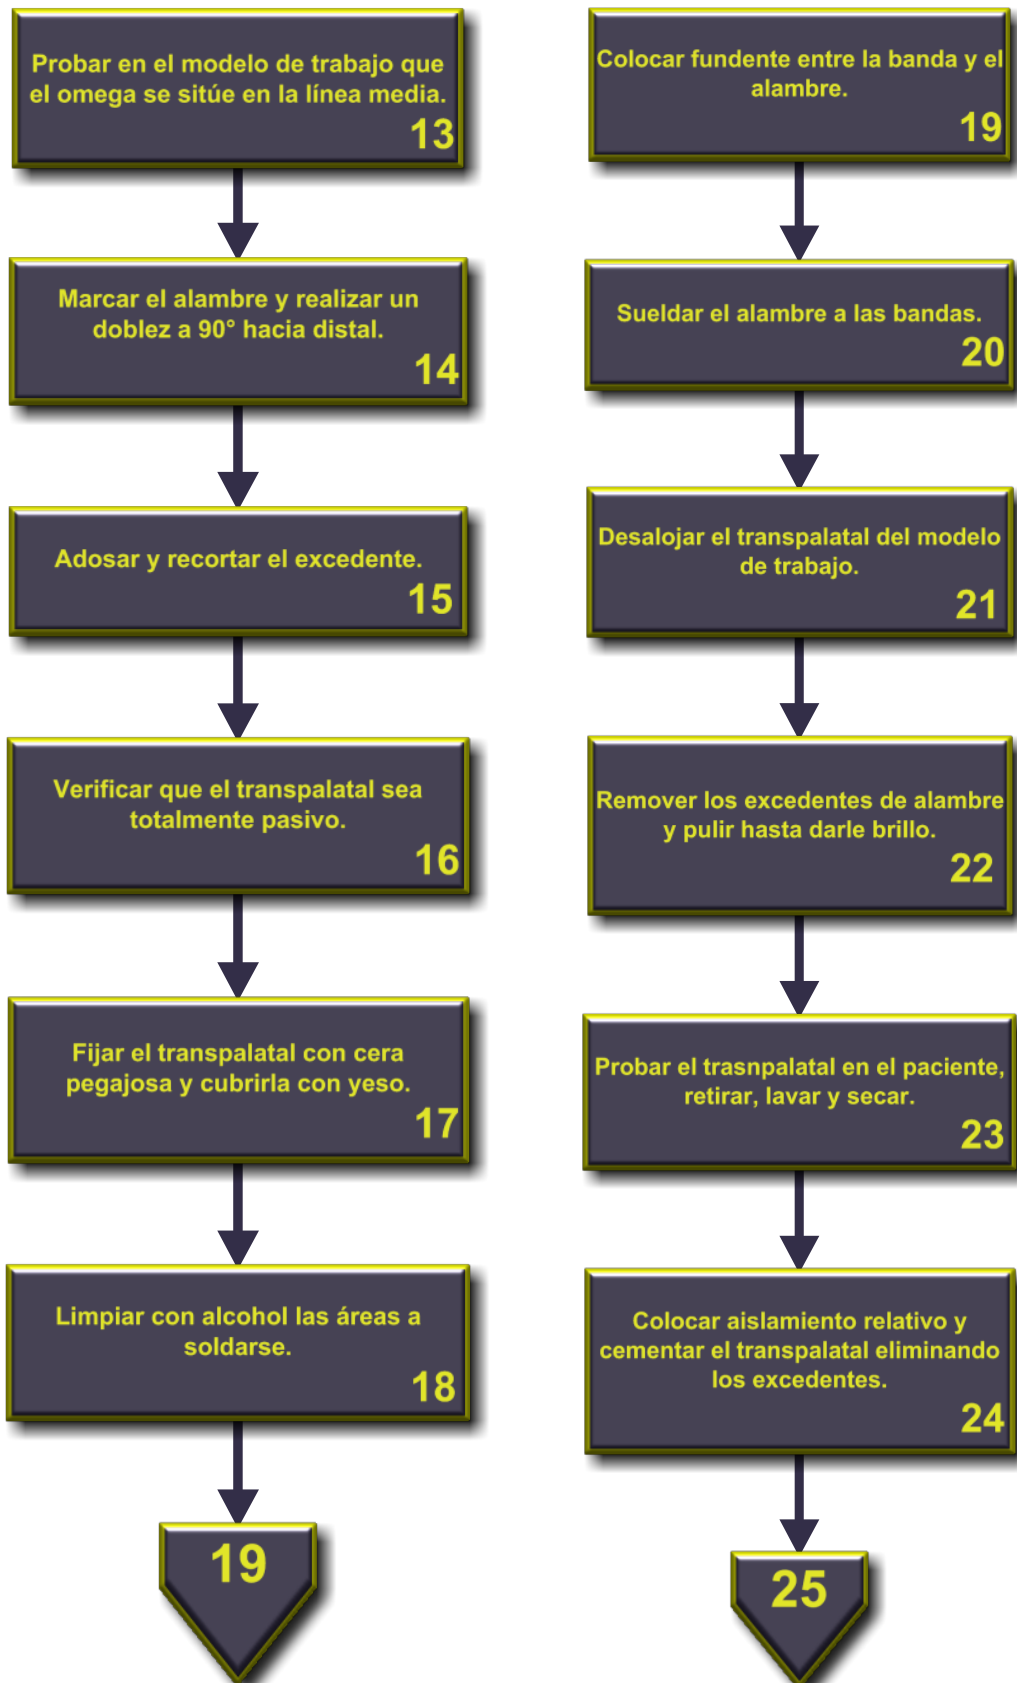 Probar en el modelo de trabajo que
el omega se sitúe en la línea media.
13
Marcar el alambre y realizar un
doblez a 90° hacia distal.
14
Adosar y recortar el excedente.
15
Verificar que el transpalatal sea
totalmente pasivo.
16
Fijar el transpalatal con cera
pegajosa y cubrirla con yeso.
17
Limpiar con alcohol las áreas a
soldarse.
18
19
Colocar fundente entre la banda y el
alambre.
19
Sueldar el alambre a las bandas.
20
Desalojar el transpalatal del modelo
de trabajo.
21
Remover los excedentes de alambre
y pulir hasta darle brillo.
22
Probar el trasnpalatal en el paciente,
retirar, lavar y secar.
23
Colocar aislamiento relativo y
cementar el transpalatal eliminando
los excedentes.
24
25